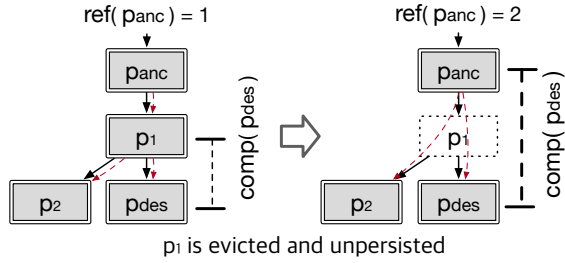 ref( panc) = 1
panc
p1
p2
pdes
comp( pdes)
ref( panc) = 2
panc
p1
p2
pdes
comp( pdes)
p1 is evicted and unpersisted